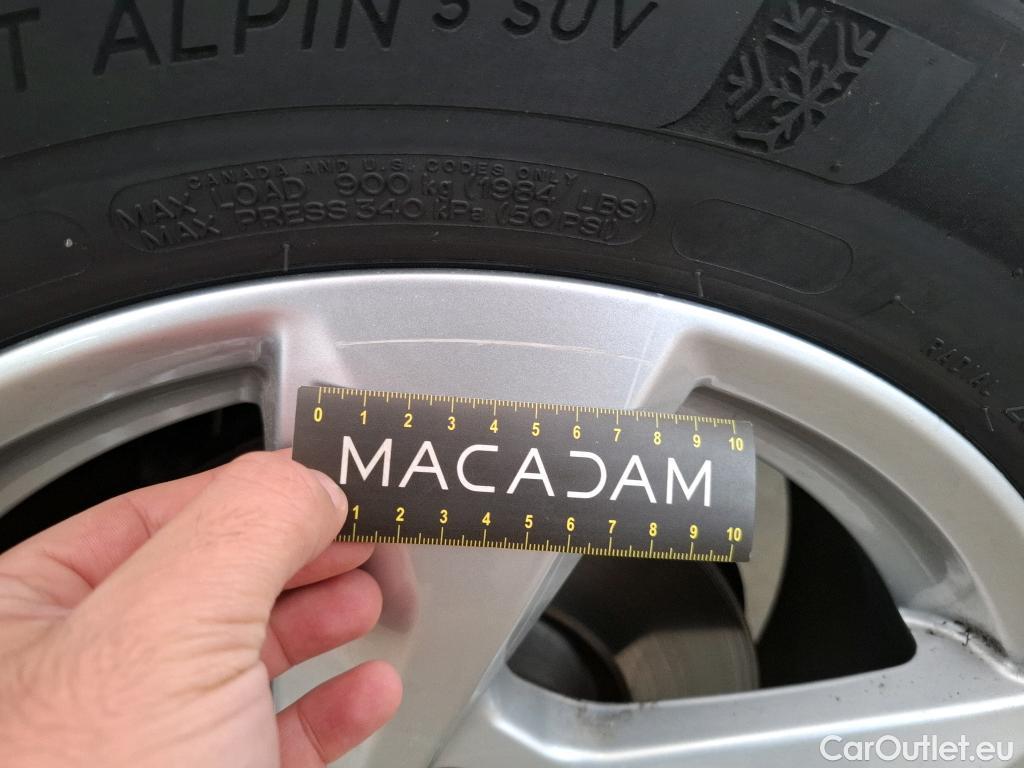 T ALPIN 5 SUV
CANADA AND U.S. CODES ONLY
MAX LOAD 900 kg (1984 LBS)
MAX PRESS 340 kPa (50 PSI)
RADIAL
0 1 2 3 4 5 6 7 8 9 10
MACADAM
1 2 3 4 5 6 7 8 9 10
CarOutlet.eu